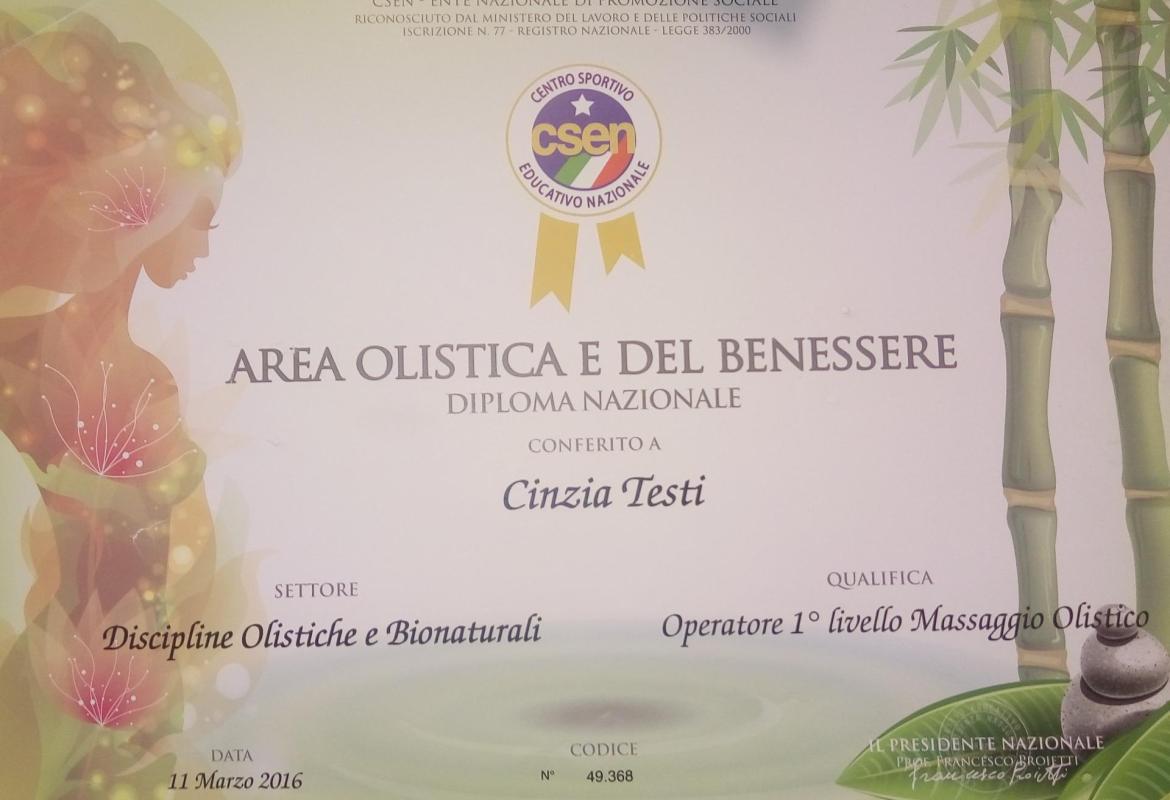 CSEN - ENTE NAZIONALE DI PROMOZIONE SOCIALE
RICONOSCIUTO DAL MINISTERO DEL LAVORO E DELLE POLITICHE SOCIALI
ISCRIZIONE N. 77 - REGISTRO NAZIONALE - LEGGE 383/2000
CENTRO SPORTIVO
csen
EDUCATIVO NAZIONALE
AREA OLISTICA E DEL BENESSERE
DIPLOMA NAZIONALE
CONFERITO A
Cinzia Testi
SETTORE
Discipline Olistiche e Bionaturali
QUALIFICA
Operatore 1° livello Massaggio Olistico
DATA
11 Marzo 2016
CODICE
N° 49.368
IL PRESIDENTE NAZIONALE
PROF. FRANCESCO PROIETTI
Francesco Proietti